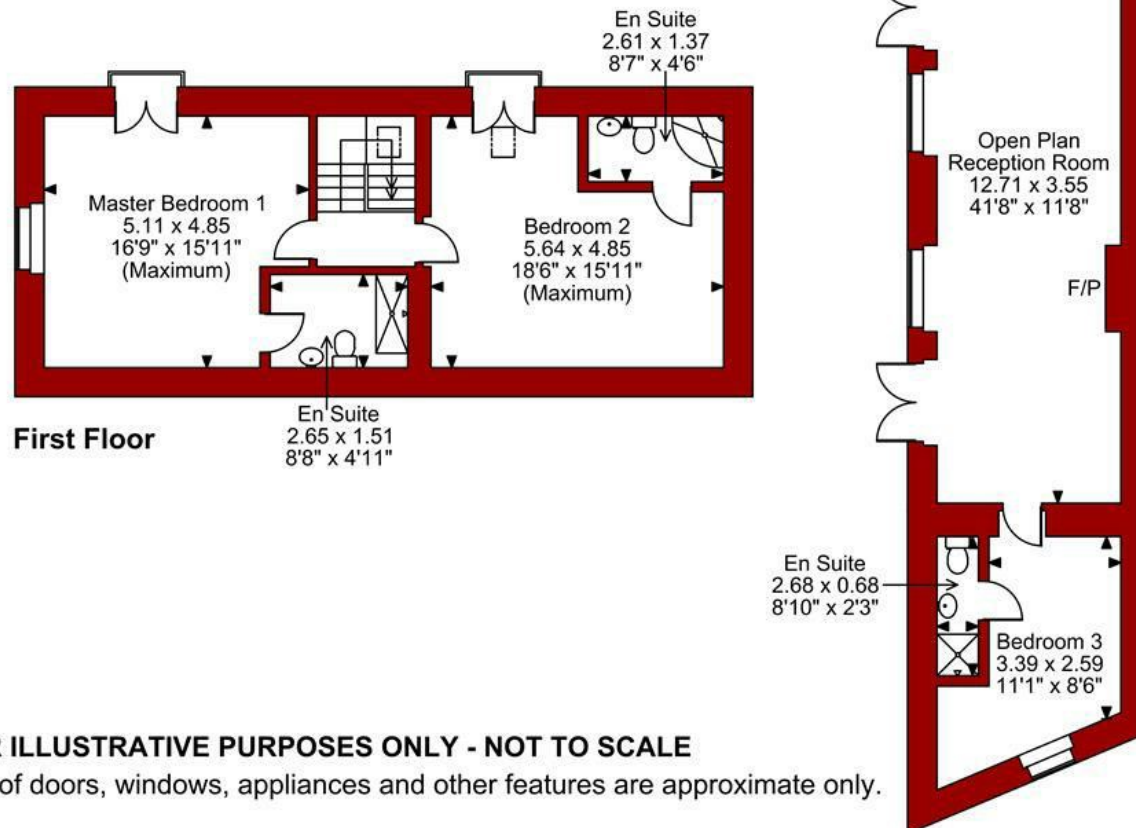 En Suite
2.61 x 1.37
8'7" x 4'6"
Master Bedroom 1
5.11 x 4.85
16'9" x 15'11"
(Maximum)
Bedroom 2
5.64 x 4.85
18'6" x 15'11"
(Maximum)
En Suite
2.65 x 1.51
8'8" x 4'11"
First Floor
Open Plan
Reception Room
12.71 x 3.55
41'8" x 11'8"
F/P
En Suite
2.68 x 0.68
8'10" x 2'3"
Bedroom 3
3.39 x 2.59
11'1" x 8'6"
ILLUSTRATIVE PURPOSES ONLY - NOT TO SCALE
of doors, windows, appliances and other features are approximate only.